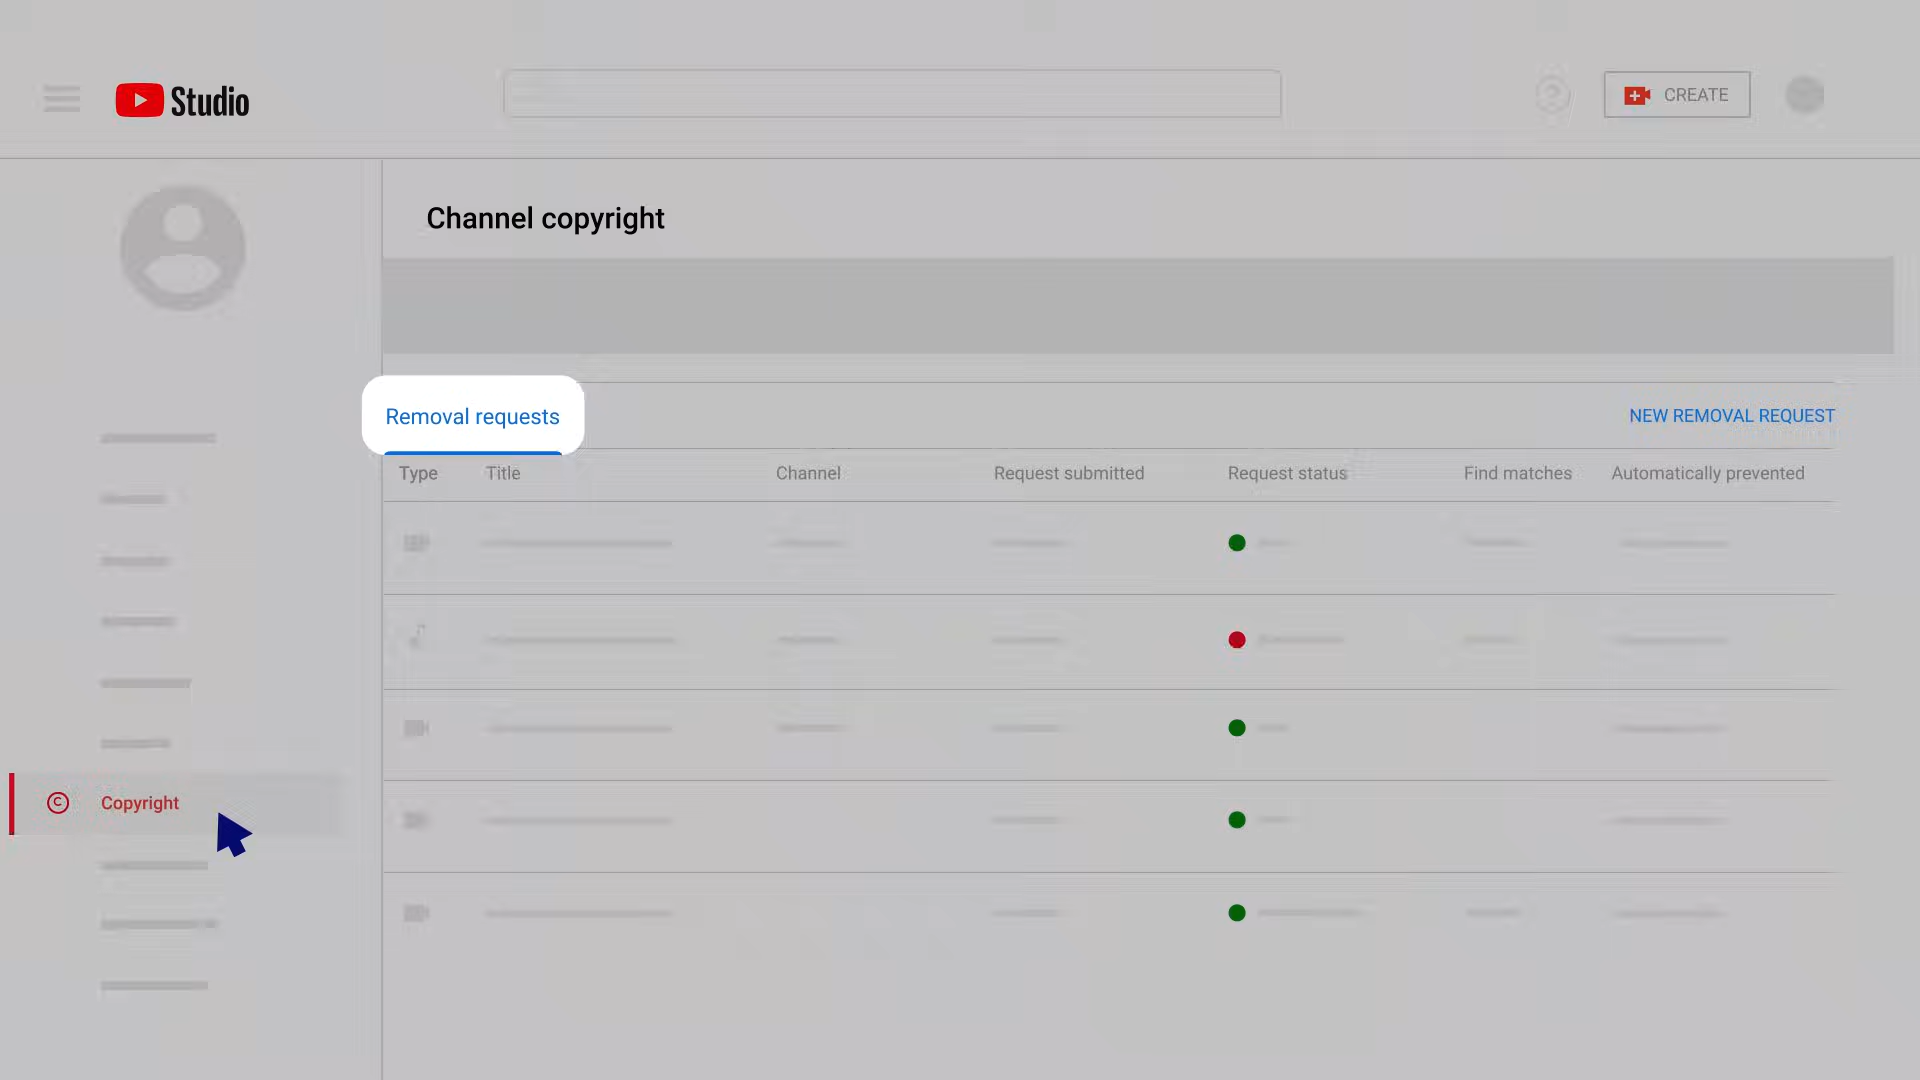 Studio
CREATE
Channel copyright
Removal requests
NEW REMOVAL REQUEST
Type Title Channel Request submitted Request status Find matches Automatically prevented
Copyright